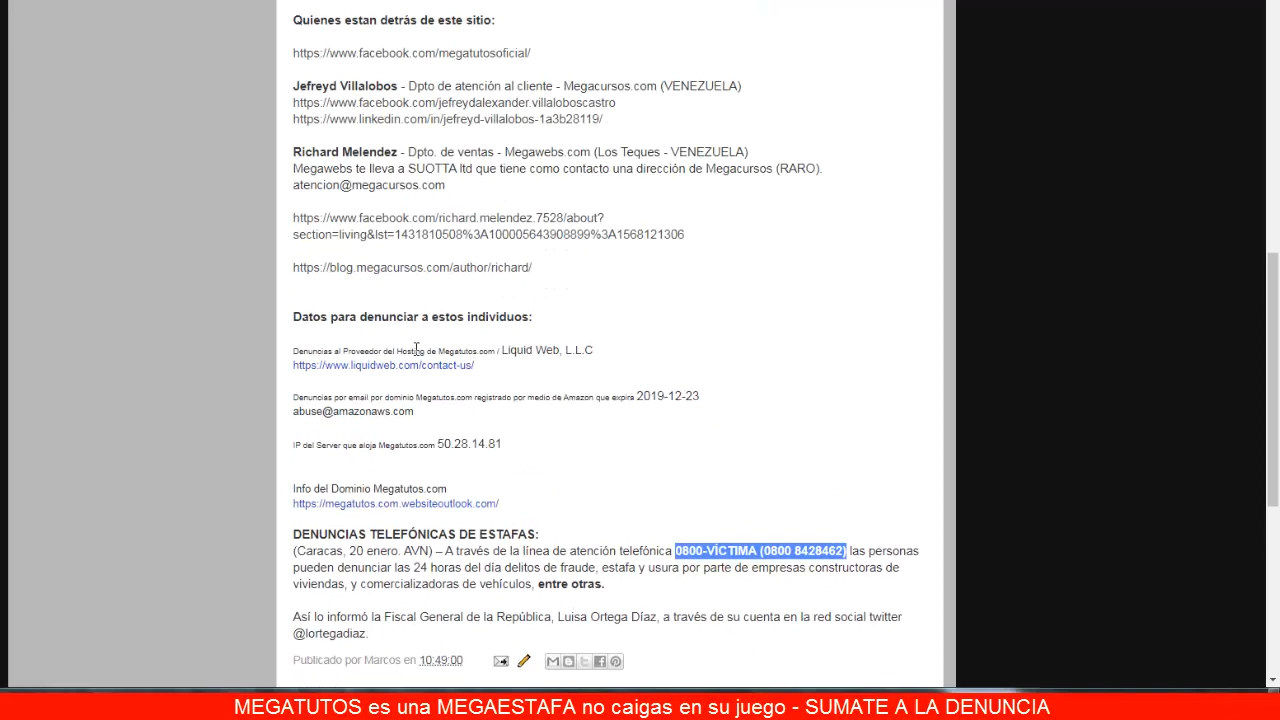 Quienes estan detrás de este sitio:
https://www.facebook.com/megatutosoficial/
Jefreyd Villalobos - Dpto de atención al cliente - Megacursos.com (VENEZUELA)
https://www.facebook.com/jefreydalexander.villaloboscastro
https://www.linkedin.com/in/jefreyd-villalobos-1a3b28119/
Richard Melendez - Dpto. de ventas - Megawebs.com (Los Teques - VENEZUELA)
Megawebs te lleva a SUOTTA ltd que tiene como contacto una dirección de Megacursos (RARO).
atencion@megacursos.com
https://www.facebook.com/richard.melendez.7528/about?
section=living&lst=1431810508%3A100005643908899%3A1568121306
https://blog.megacursos.com/author/richard/
Datos para denunciar a estos individuos:
Denuncias al Proveedor del Hosting de Megatutos.com / Liquid Web, L.L.C
https://www.liquidweb.com/contact-us/
Denuncias por email por dominio Megatutos.com registrado por medio de Amazon que expira 2019-12-23
abuse@amazonaws.com
IP del Server que aloja Megatutos.com 50.28.14.81
Info del Dominio Megatutos.com
https://megatutos.com.websiteoutlook.com/
DENUNCIAS TELEFÓNICAS DE ESTAFAS:
(Caracas, 20 enero. AVN) – A través de la línea de atención telefónica 0800-VÍCTIMA (0800 8428462) las personas
pueden denunciar las 24 horas del día delitos de fraude, estafa y usura por parte de empresas constructoras de
viviendas, y comercializadoras de vehículos, entre otras.
Así lo informó la Fiscal General de la República, Luisa Ortega Díaz, a través de su cuenta en la red social twitter
@lortegadiaz.
Publicado por Marcos en 10:49:00
MEGATUTOS es una MEGAESTAFA no caigas en su juego - SUMATE A LA DENUNCIA